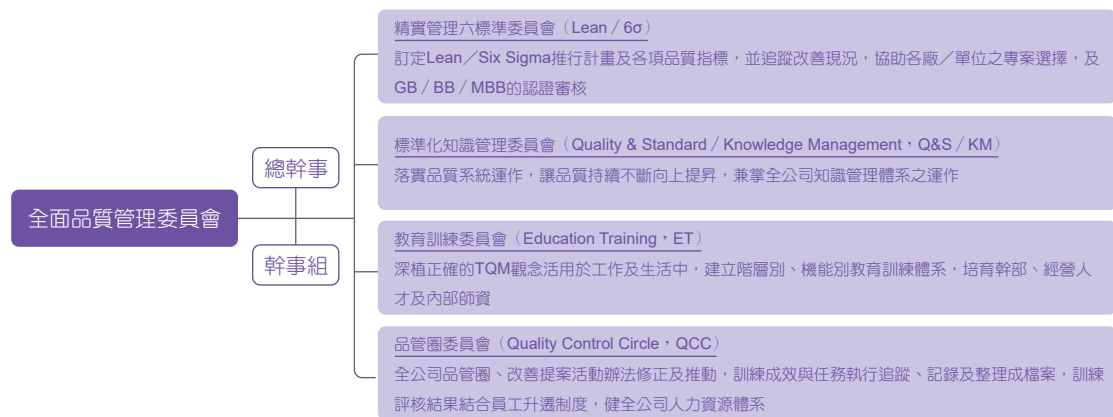 精實管理六標準委員會（Lean／6σ）
訂定Lean／Six Sigma推行計畫及各項品質指標，並追蹤改善現況，協助各廠／單位之專案選擇，及
GB／BB／MBB的認證審核
標準化知識管理委員會（Quality & Standard／Knowledge Management，Q&S／KM）
落實品質系統運作，讓品質持續不斷向上提昇，兼掌全公司知識管理體系之運作
總幹事
全面品質管理委員會
幹事組
教育訓練委員會（Education Training，ET）
深植正確的TQM觀念活用於工作及生活中，建立階層別、機能別教育訓練體系，培育幹部、經營人
才及內部師資
品管圈委員會（Quality Control Circle，QCC）
全公司品管圈、改善提案活動辦法修正及推動，訓練成效與任務執行追蹤、記錄及整理成檔案，訓練
評核結果結合員工升遷制度，健全公司人力資源體系